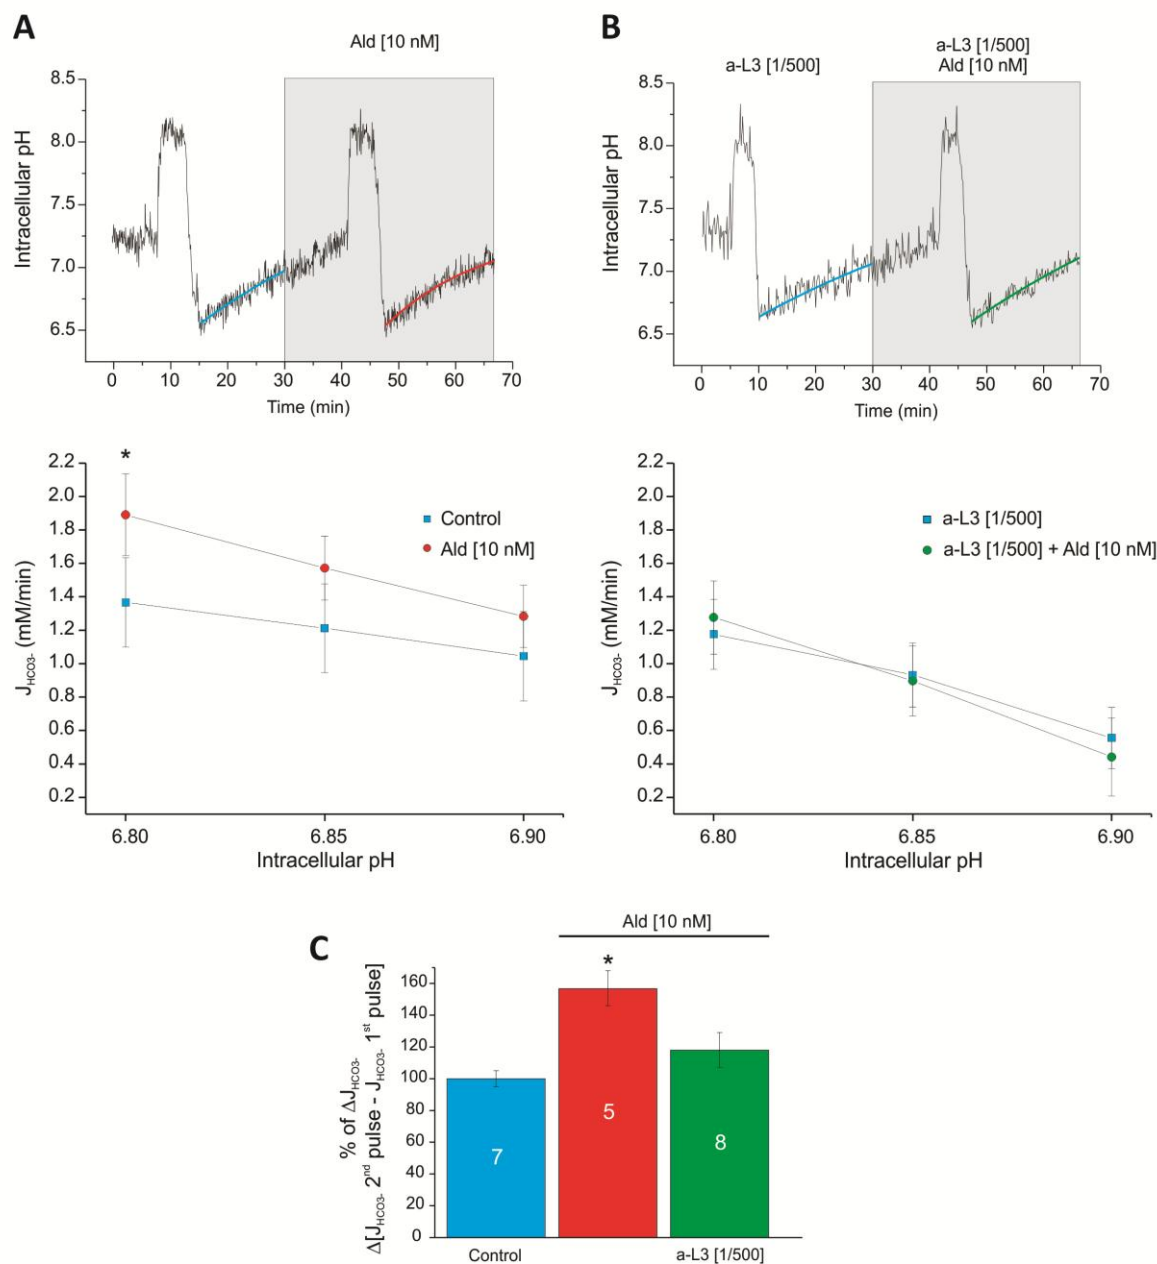 A
Ald [10 nM]
8.5
8.0
7.5
7.0
6.5
Intracellular pH
0 10 20 30 40 50 60 70
Time (min)
B
a-L3 [1/500]
a-L3 [1/500]
Ald [10 nM]
8.5
8.0
7.5
7.0
6.5
Intracellular pH
0 10 20 30 40 50 60 70
Time (min)
*
2.2
2.0
1.8
1.6
1.4
1.2
1.0
0.8
0.6
0.4
0.2
J HCO3- (mM/min)
Control
Ald [10 nM]
6.80 6.85 6.90
Intracellular pH
2.2
2.0
1.8
1.6
1.4
1.2
1.0
0.8
0.6
0.4
0.2
J HCO3- (mM/min)
a-L3 [1/500]
a-L3 [1/500] + Ald [10 nM]
6.80 6.85 6.90
Intracellular pH
C
Ald [10 nM]
*
160
140
120
100
80
60
40
20
0
% of ΔJ HCO3-
Δ[J HCO3- 2nd pulse - J HCO3- 1st pulse]
7
5
8
Control
a-L3 [1/500]